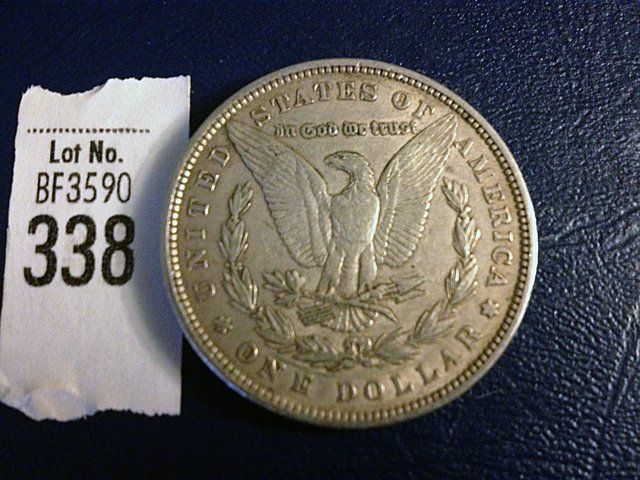 Lot No.
BF3590
338
UNITED STATES OF AMERICA
In God we trust
ONE DOLLAR